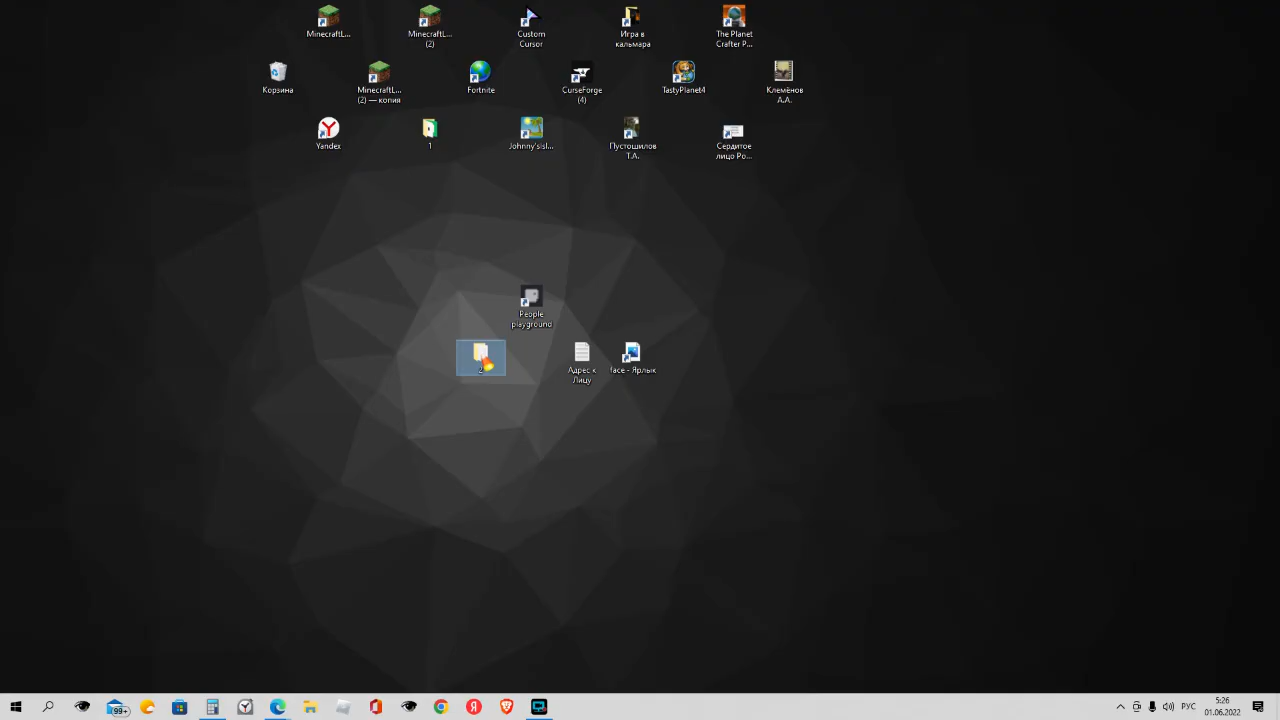 MinecraftL...
MinecraftL...
(2)
Custom
Cursor
Игра в
кальмара
The Planet
Crafter P...
Корзина
MinecraftL...
(2) — копия
Fortnite
CurseForge
(4)
TastyPlanet4
Клемёнов
А.А.
Yandex
1
Johnny'sisl...
Пустошилов
Т.А.
Сердитое
лицо Ро...
People
playground
2
Адрес к
Лицу
face - Ярлык
99+
РУС
5:26
01.06.2022